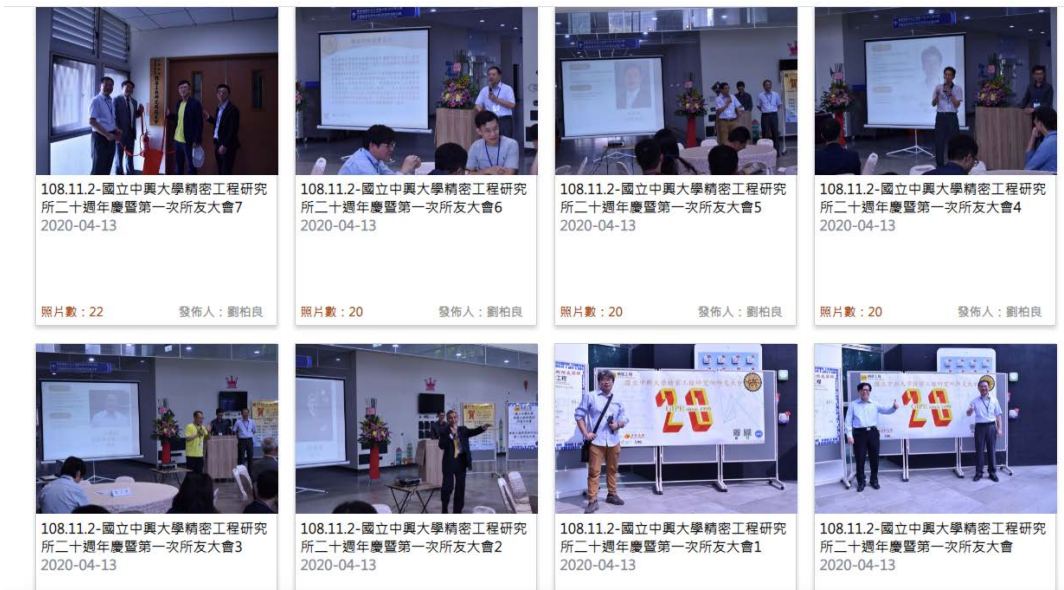 108.11.2-國立中興大學精密工程研究
所二十週年慶暨第一次所友大會7
2020-04-13
照片數：22
發佈人：劉柏良
108.11.2-國立中興大學精密工程研究
所二十週年慶暨第一次所友大會6
2020-04-13
照片數：20
發佈人：劉柏良
108.11.2-國立中興大學精密工程研究
所二十週年慶暨第一次所友大會5
2020-04-13
照片數：20
發佈人：劉柏良
108.11.2-國立中興大學精密工程研究
所二十週年慶暨第一次所友大會4
2020-04-13
照片數：20
發佈人：劉柏良
108.11.2-國立中興大學精密工程研究
所二十週年慶暨第一次所友大會3
2020-04-13
108.11.2-國立中興大學精密工程研究
所二十週年慶暨第一次所友大會2
2020-04-13
20
108.11.2-國立中興大學精密工程研究
所二十週年慶暨第一次所友大會1
2020-04-13
20
108.11.2-國立中興大學精密工程研究
所二十週年慶暨第一次所友大會
2020-04-13